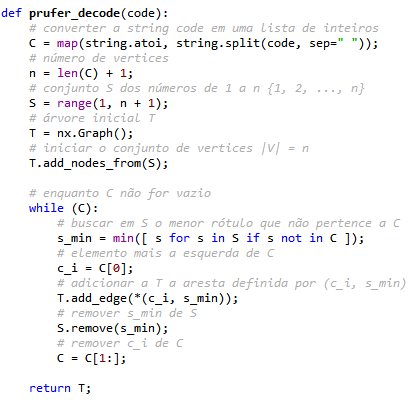 def prufer_decode(code):
    # converter a string code em uma lista de inteiros
    C = map(string.atoi, string.split(code, sep=" "));
    # número de vertices
    n = len(C) + 1;
    # conjunto S dos números de 1 a n {1, 2, ..., n}
    S = range(1, n + 1);
    # árvore inicial T
    T = nx.Graph();
    # iniciar o conjunto de vertices |V| = n
    T.add_nodes_from(S);

    # enquanto C não for vazio
    while (C):
        # buscar em S o menor rótulo que não pertence a C
        s_min = min([ s for s in S if s not in C ]);
        # elemento mais a esquerda de C
        c_i = C[0];
        # adicionar a T a aresta definida por (c_i, s_min)
        T.add_edge(*(c_i, s_min));
        # remover s_min de S
        S.remove(s_min);
        # remover c_i de C
        C = C[1:];

    return T;